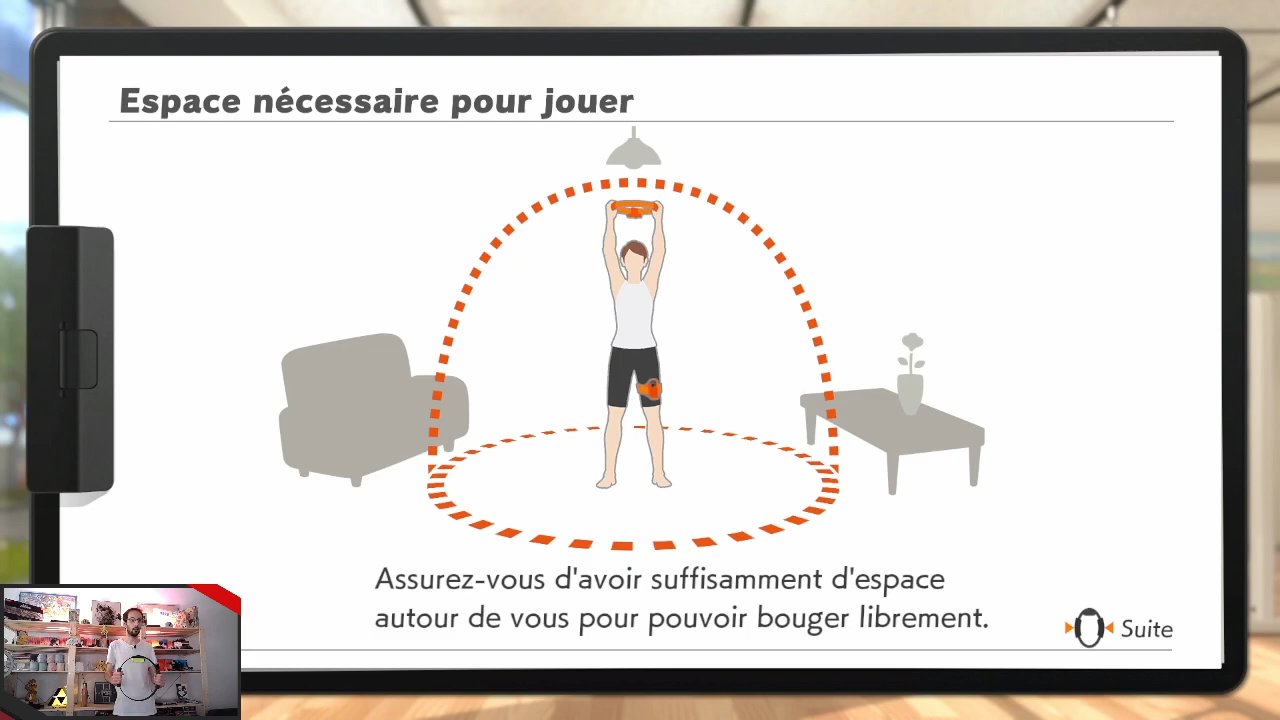 Espace nécessaire pour jouer
Assurez-vous d'avoir suffisamment d'espace
autour de vous pour pouvoir bouger librement.
Suite